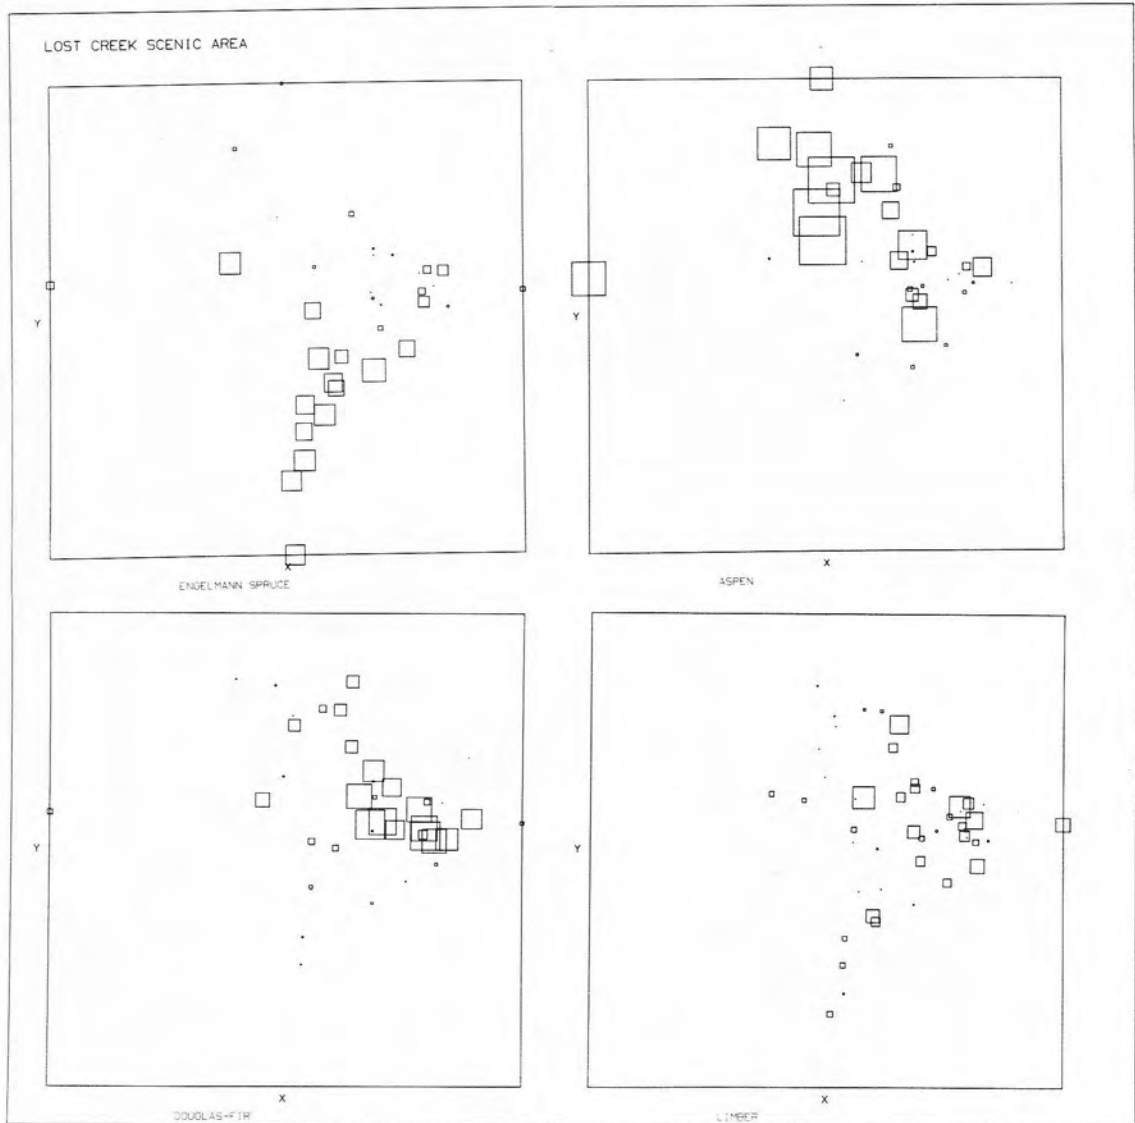 LOST CREEK SCENIC AREA
Y
X
ENGELMANN SPRUCE
Y
X
ASPEN
Y
X
DOUGLAS-FIR
Y
X
LIMBER